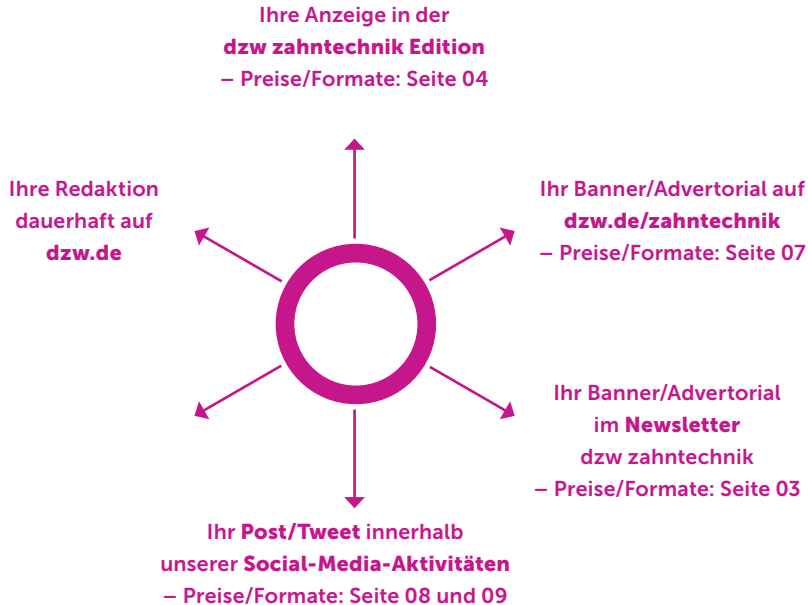 Ihre Anzeige in der
dzw zahntechnik Edition
– Preise/Formate: Seite 04
Ihre Redaktion
dauerhaft auf
dzw.de
Ihr Banner/Advertorial auf
dzw.de/zahntechnik
– Preise/Formate: Seite 07
Ihr Banner/Advertorial
im Newsletter
dzw zahntechnik
– Preise/Formate: Seite 03
Ihr Post/Tweet innerhalb
unserer Social-Media-Aktivitäten
– Preise/Formate: Seite 08 und 09